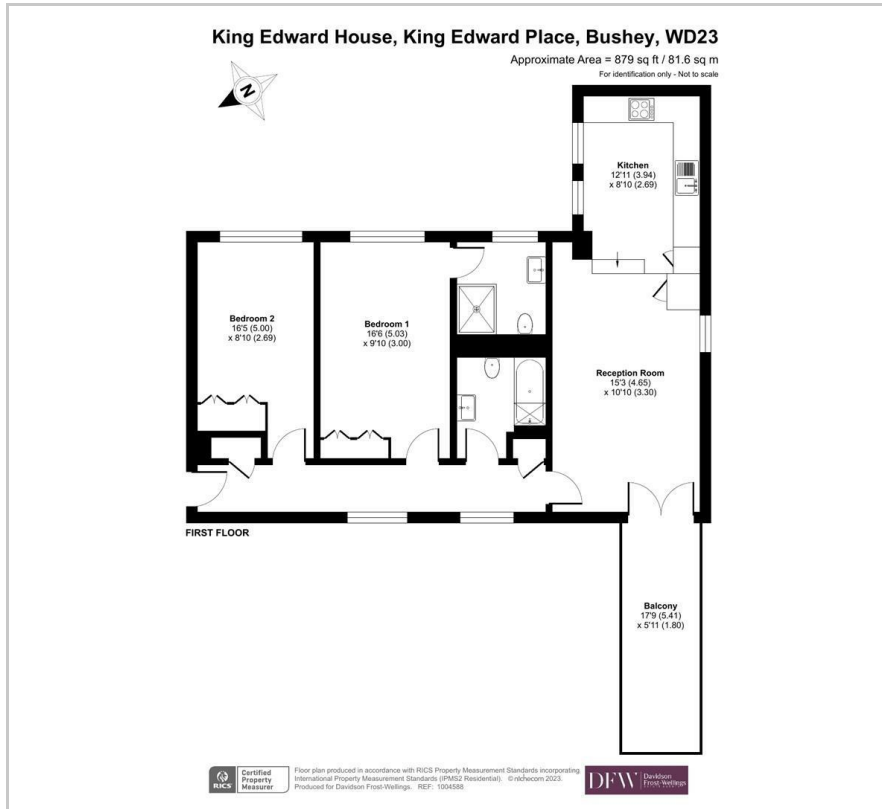 King Edward House, King Edward Place, Bushey, WD23
Approximate Area = 879 sq ft / 81.6 sq m
For identification only - Not to scale
N
Kitchen
12'11 (3.94)
x 8'10 (2.69)
Bedroom 2
16'5 (5.00)
x 8'10 (2.69)
Bedroom 1
16'6 (5.03)
x 9'10 (3.00)
Reception Room
15'3 (4.65)
x 10'10 (3.30)
FIRST FLOOR
Balcony
17'9 (5.41)
x 5'11 (1.80)
RICS
Certified
Property
Measurer
Floor plan produced in accordance with RICS Property Measurement Standards incorporating
International Property Measurement Standards (IPMS2 Residential). © nichecom 2023.
Produced for Davidson Frost-Wellings. REF: 1004588
DFW
Davidson
Frost-Wellings